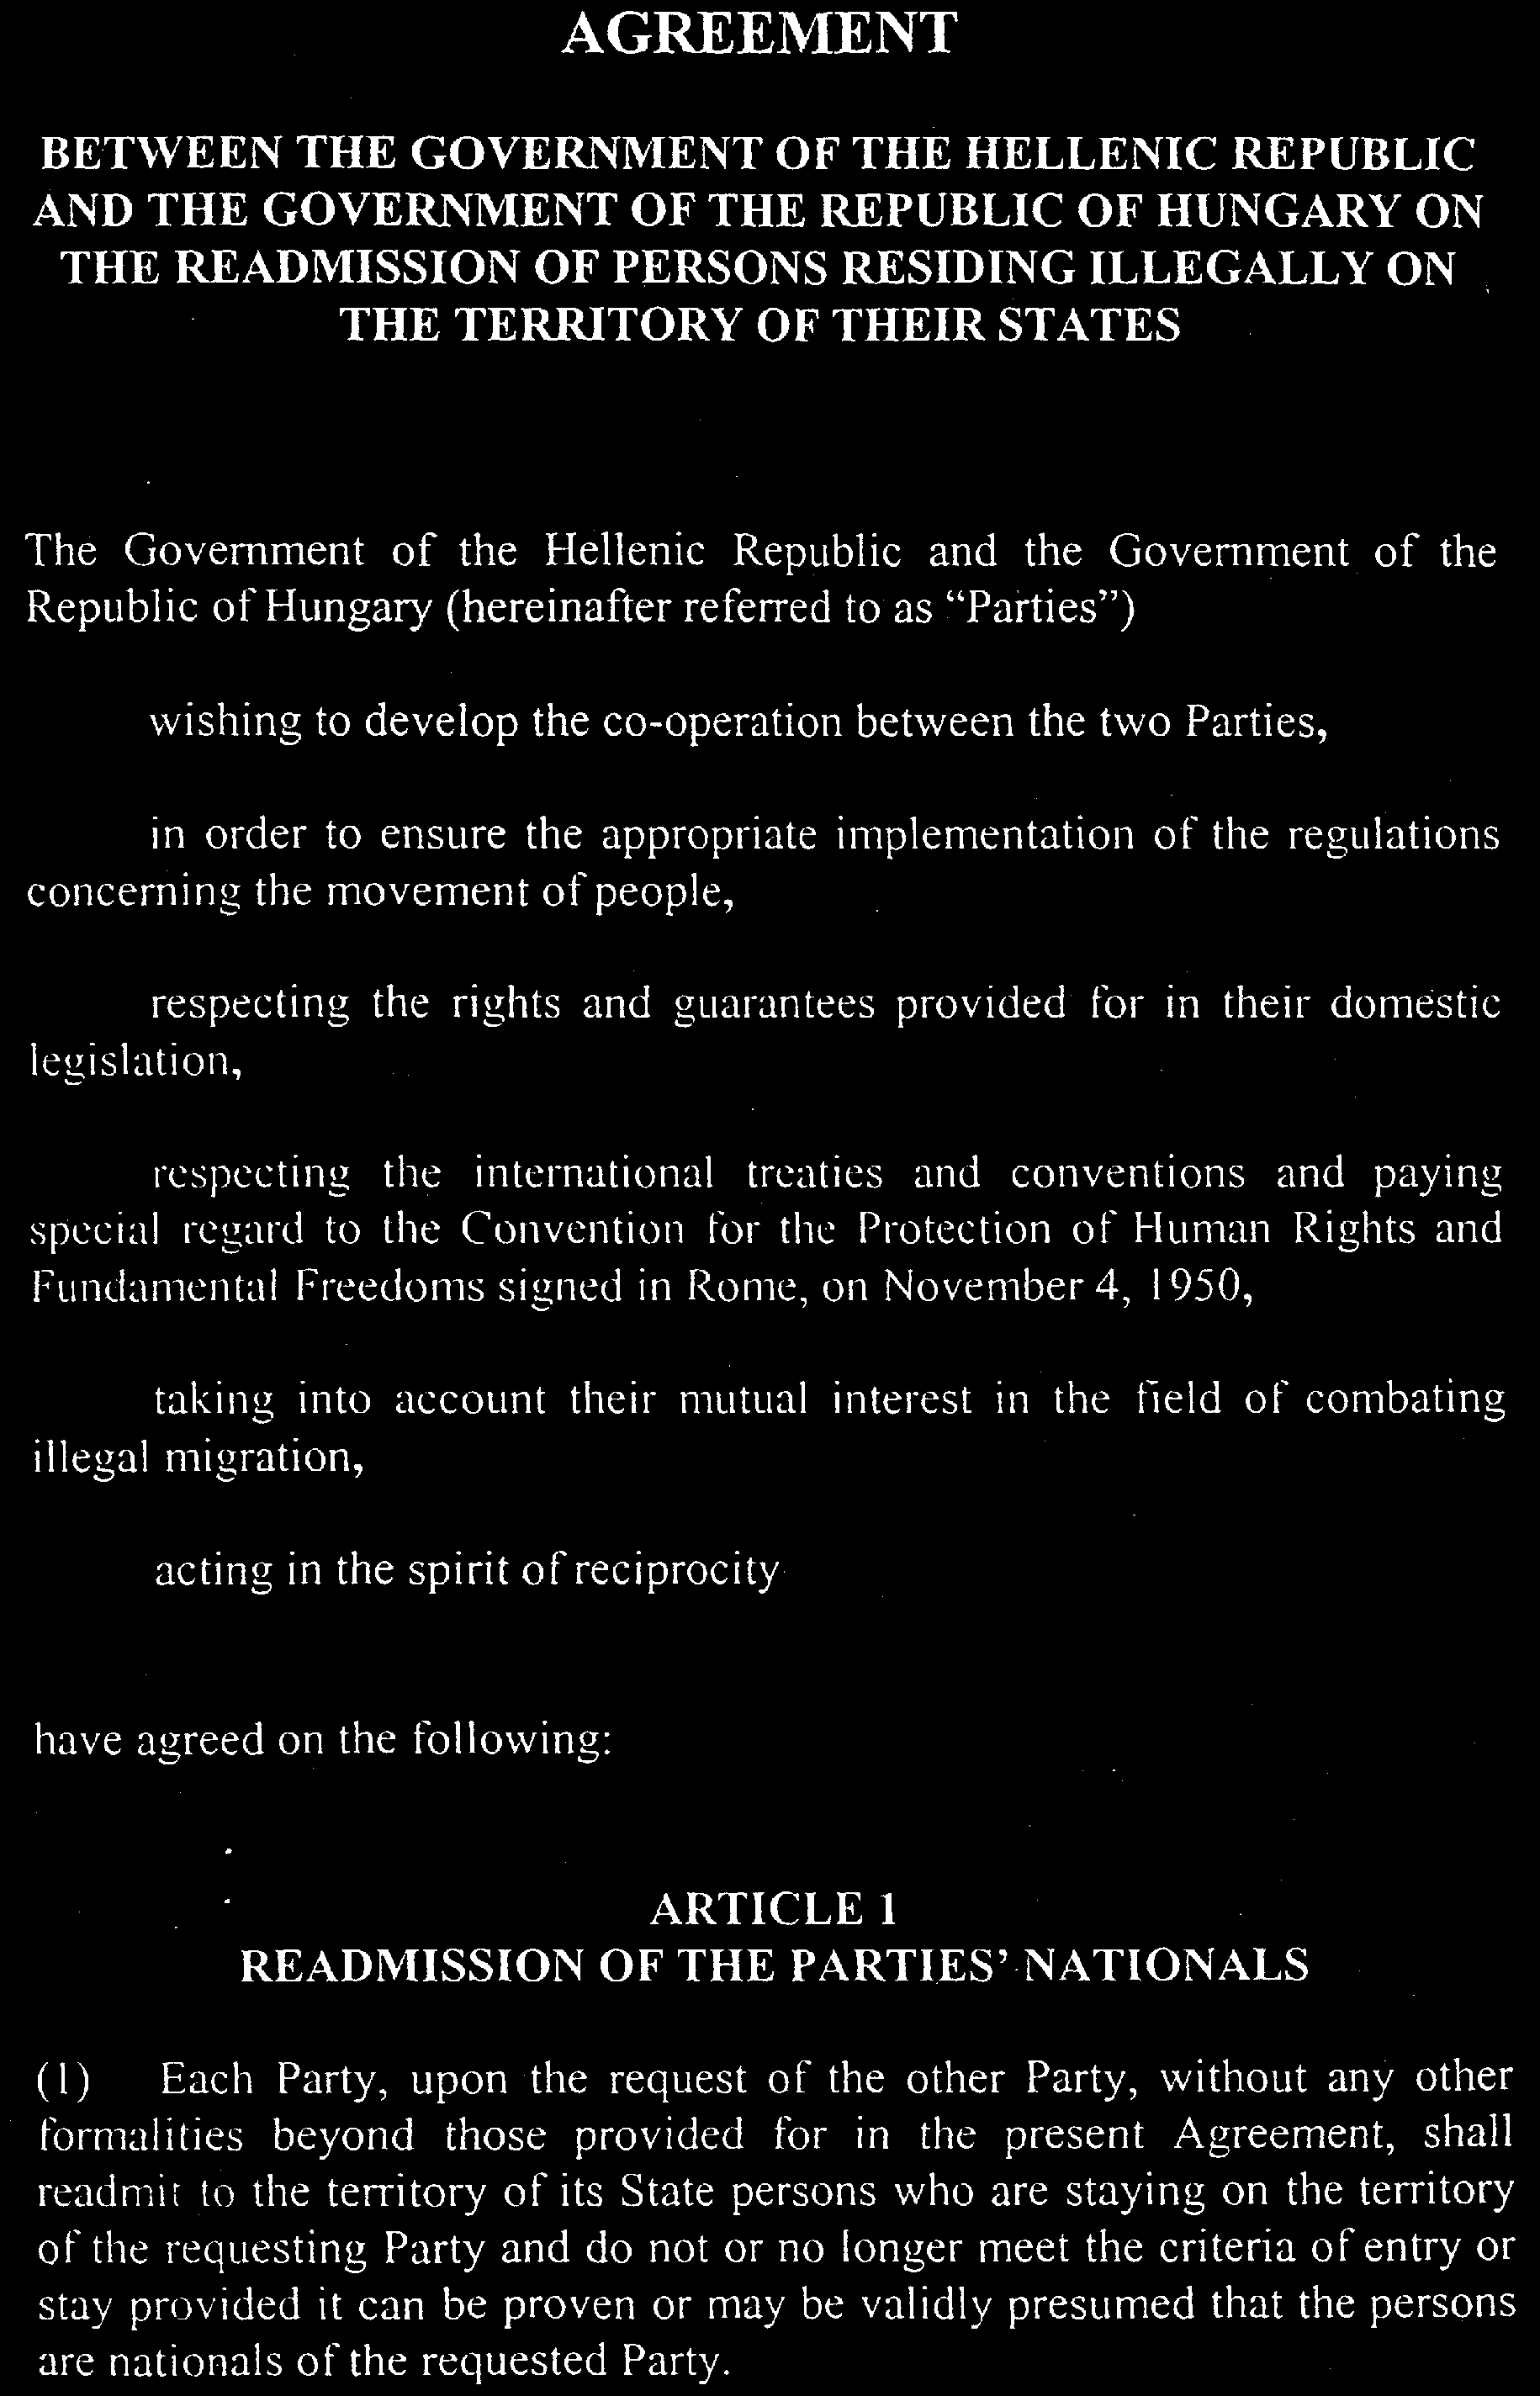 AGREEMENT
BETWEEN THE GOVERNMENT OF THE HELLENIC REPUBLIC
AND THE GOVERNMENT OF THE REPUBLIC OF HUNGARY ON
THE READMISSION OF PERSONS RESIDING ILLEGALLY ON
THE TERRITORY OF THEIR STATES
The Government of the Hellenic Republic and the Government of the
Republic of Hungary (hereinafter referred to as “Parties”)
wishing to develop the co-operation between the two Parties,
in order to ensure the appropriate implementation of the regulations
concerning the movement of people,
respecting the rights and guarantees provided for in their domestic
legislation,
respecting the international treaties and conventions and paying
special regard to the Convention for the Protection of Human Rights and
Fundamental Freedoms signed in Rome, on November 4, 1950,
taking into account their mutual interest in the field of combating
illegal migration,
acting in the spirit of reciprocity
have agreed on the following:
ARTICLE 1
READMISSION OF THE PARTIES’ NATIONALS
(1) Each Party, upon the request of the other Party, without any other
formalities beyond those provided for in the present Agreement, shall
readmit to the territory of its State persons who are staying on the territory
of the requesting Party and do not or no longer meet the criteria of entry or
stay provided it can be proven or may be validly presumed that the persons
are nationals of the requested Party.